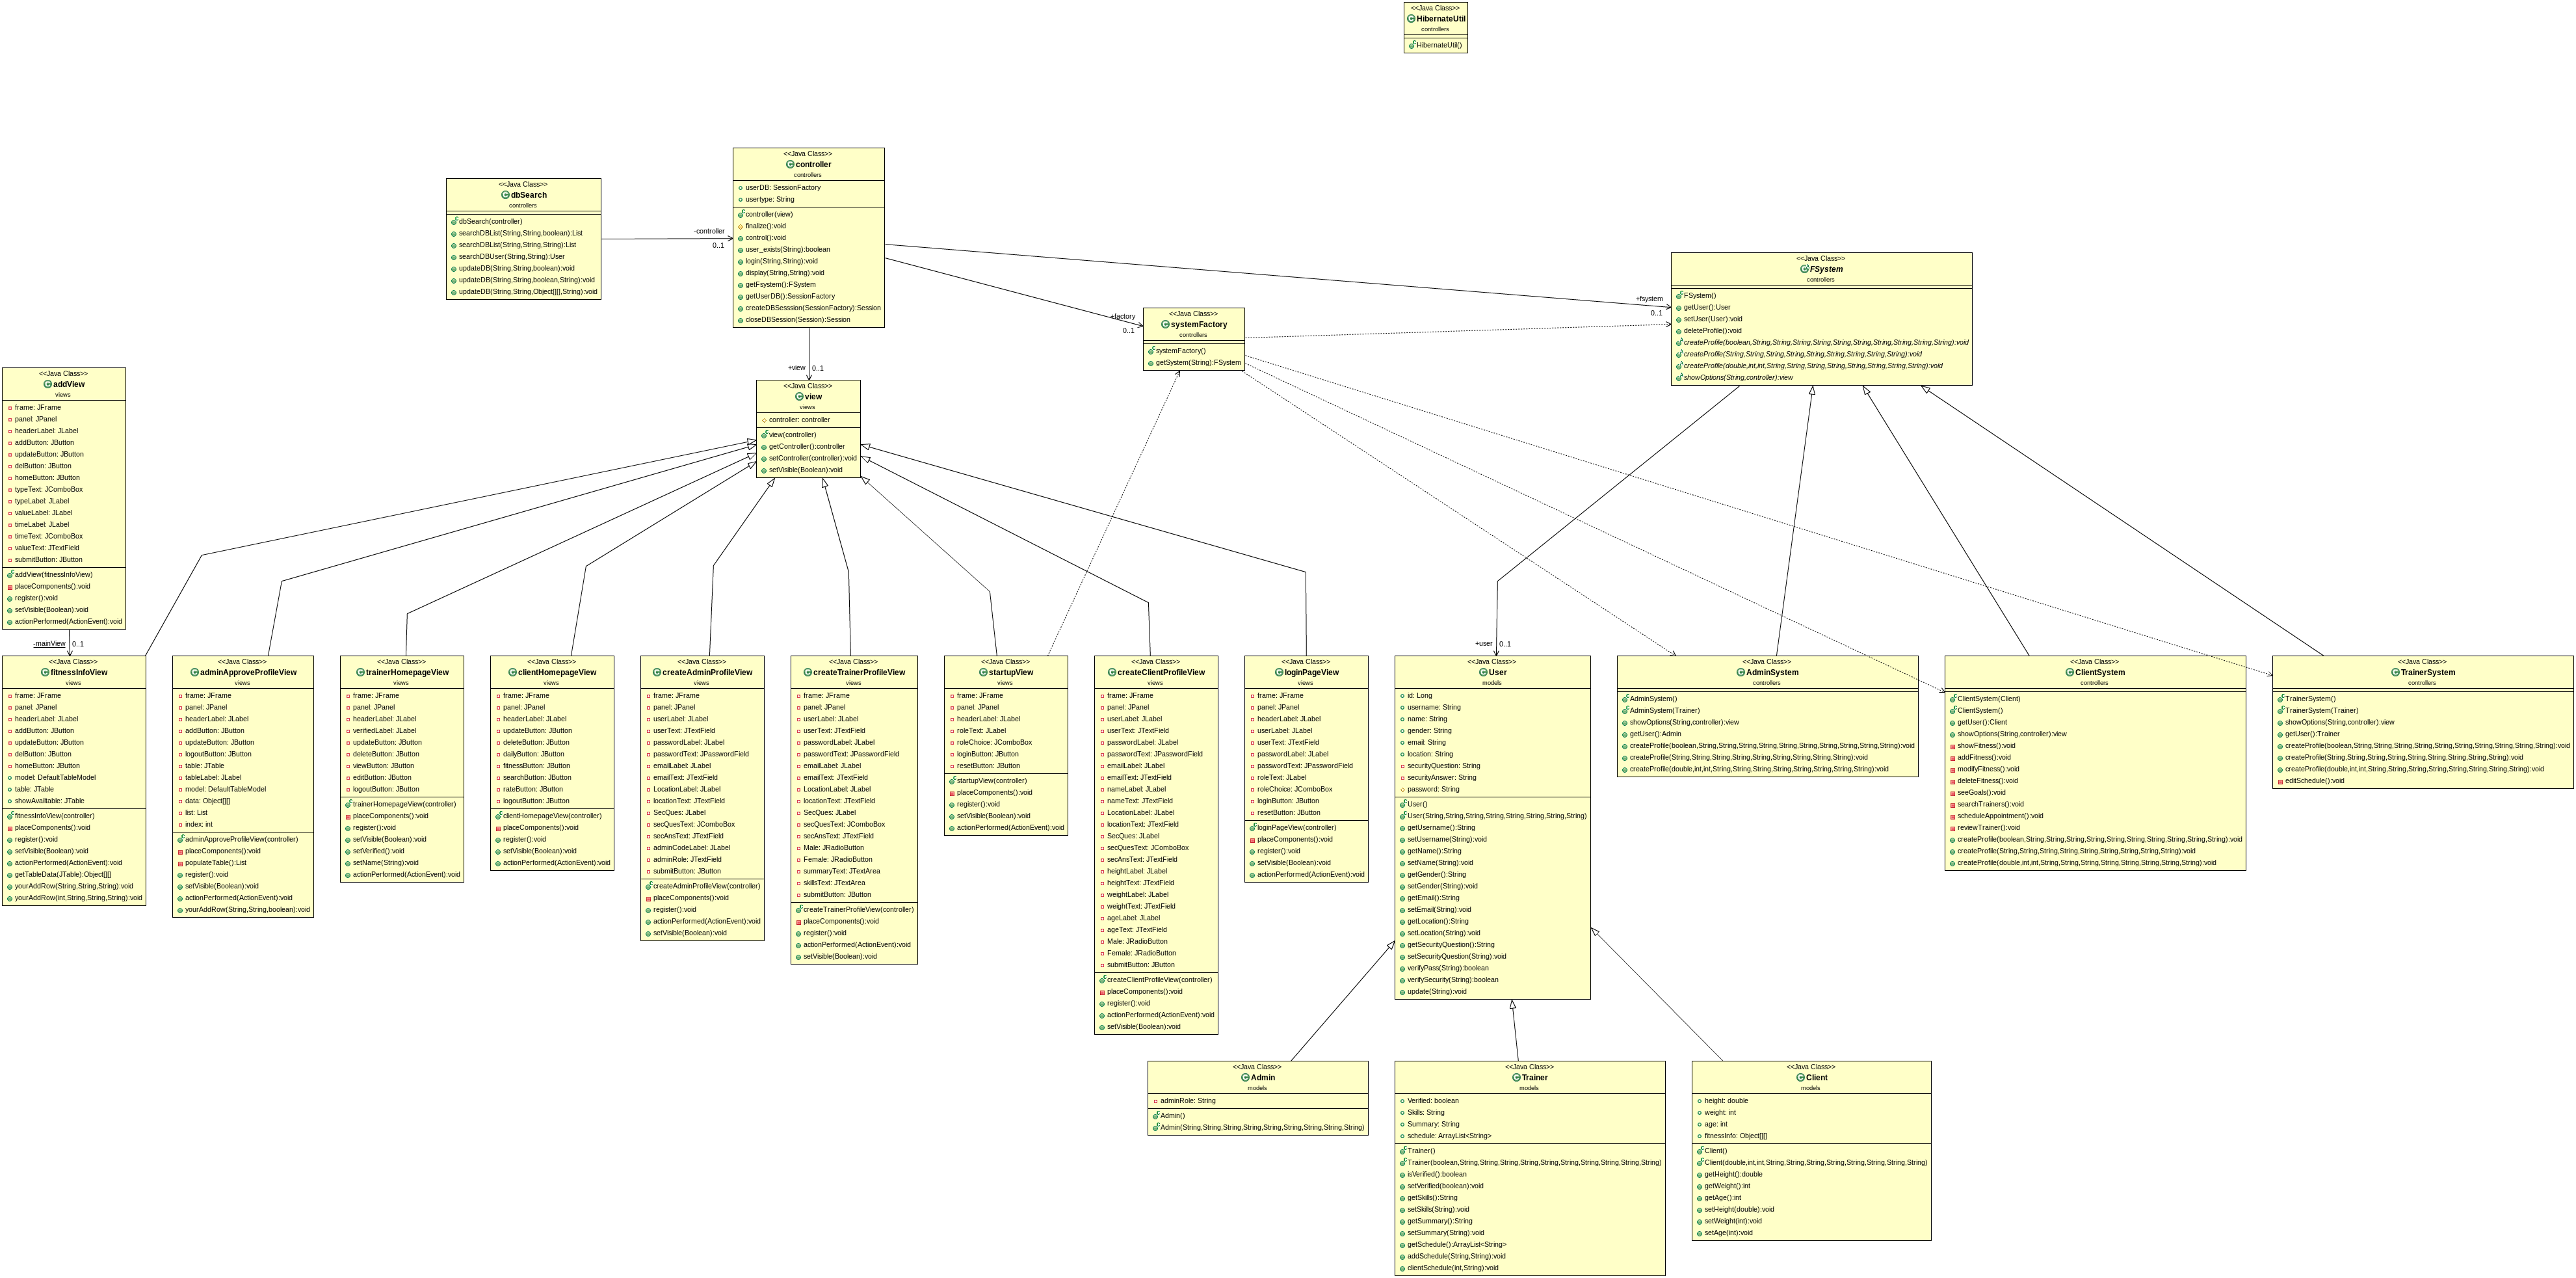 <<Java Class>>
HibernateUtil
controllers
HibernateUtil()
<<Java Class>>
controller
controllers
userDB: SessionFactory
usertype: String
controller(view)
finalize():void
control():void
user_exists(String):boolean
login(String,String):void
display(String,String):void
getFsystem():FSystem
getUserDB():SessionFactory
createDBSesssion(SessionFactory):Session
closeDBSession(Session):Session
<<Java Class>>
dbSearch
controllers
dbSearch(controller)
searchDBList(String,String,boolean):List
searchDBList(String,String,String):List
searchDBUser(String,String):User
updateDB(String,String,boolean):void
updateDB(String,String,boolean,String):void
updateDB(String,String,Object[][],String):void
-controller
0..1
<<Java Class>>
FSystem
controllers
FSystem()
getUser():User
setUser(User):void
deleteProfile():void
createProfile(boolean,String,String,String,String,String,String,String,String,String,String):void
createProfile(String,String,String,String,String,String,String,String):void
createProfile(double,int,int,String,String,String,String,String,String,String):void
showOptions(String,controller):view
+fsystem
0..1
+factory
0..1
<<Java Class>>
systemFactory
controllers
systemFactory()
getSystem(String):FSystem
+view
0..1
<<Java Class>>
view
views
controller: controller
view(controller)
getController():controller
setController(controller):void
setVisible(Boolean):void
<<Java Class>>
addView
views
frame: JFrame
panel: JPanel
headerLabel: JLabel
addButton: JButton
updateButton: JButton
delButton: JButton
homeButton: JButton
typeText: JComboBox
typeLabel: JLabel
valueLabel: JLabel
timeLabel: JLabel
timeText: JComboBox
valueText: JTextField
submitButton: JButton
addView(fitnessInfoView)
placeComponents():void
register():void
setVisible(Boolean):void
actionPerformed(ActionEvent):void
-mainView
0..1
<<Java Class>>
fitnessInfoView
views
frame: JFrame
panel: JPanel
headerLabel: JLabel
addButton: JButton
updateButton: JButton
delButton: JButton
homeButton: JButton
model: DefaultTableModel
table: JTable
showAvailtable: JTable
fitnessInfoView(controller)
placeComponents():void
register():void
setVisible(Boolean):void
actionPerformed(ActionEvent):void
getTableData(JTable):Object[][]
yourAddRow(String,String,String):void
yourAddRow(int,String,String,String):void
<<Java Class>>
adminApproveProfileView
views
frame: JFrame
panel: JPanel
headerLabel: JLabel
addButton: JButton
updateButton: JButton
logoutButton: JButton
table: JTable
tableLabel: JLabel
model: DefaultTableModel
data: Object[][]
list: List
index: int
adminApproveProfileView(controller)
placeComponents():void
populateTable():List
register():void
setVisible(Boolean):void
actionPerformed(ActionEvent):void
yourAddRow(String,String,boolean):void
<<Java Class>>
trainerHomepageView
views
frame: JFrame
panel: JPanel
headerLabel: JLabel
verifiedLabel: JLabel
updateButton: JButton
deleteButton: JButton
viewButton: JButton
editButton: JButton
logoutButton: JButton
trainerHomepageView(controller)
placeComponents():void
register():void
setVisible(Boolean):void
setVerified():void
setName(String):void
actionPerformed(ActionEvent):void
<<Java Class>>
clientHomepageView
views
frame: JFrame
panel: JPanel
headerLabel: JLabel
updateButton: JButton
deleteButton: JButton
dailyButton: JButton
fitnessButton: JButton
searchButton: JButton
rateButton: JButton
logoutButton: JButton
clientHomepageView(controller)
placeComponents():void
register():void
setVisible(Boolean):void
actionPerformed(ActionEvent):void
<<Java Class>>
createAdminProfileView
views
frame: JFrame
panel: JPanel
userLabel: JLabel
userText: JTextField
passwordLabel: JLabel
passwordText: JPasswordField
emailLabel: JLabel
emailText: JTextField
LocationLabel: JLabel
locationText: JTextField
SecQues: JLabel
secQuesText: JComboBox
secAnsText: JTextField
adminCodeLabel: JLabel
adminRole: JTextField
submitButton: JButton
createAdminProfileView(controller)
placeComponents():void
register():void
actionPerformed(ActionEvent):void
setVisible(Boolean):void
<<Java Class>>
createTrainerProfileView
views
frame: JFrame
panel: JPanel
userLabel: JLabel
userText: JTextField
passwordLabel: JLabel
passwordText: JPasswordField
emailLabel: JLabel
emailText: JTextField
LocationLabel: JLabel
locationText: JTextField
SecQues: JLabel
secQuesText: JComboBox
secAnsText: JTextField
Male: JRadioButton
Female: JRadioButton
summaryText: JTextArea
skillsText: JTextArea
submitButton: JButton
createTrainerProfileView(controller)
placeComponents():void
register():void
actionPerformed(ActionEvent):void
setVisible(Boolean):void
<<Java Class>>
startupView
views
frame: JFrame
panel: JPanel
headerLabel: JLabel
roleText: JLabel
roleChoice: JComboBox
loginButton: JButton
resetButton: JButton
startupView(controller)
placeComponents():void
register():void
setVisible(Boolean):void
actionPerformed(ActionEvent):void
<<Java Class>>
createClientProfileView
views
frame: JFrame
panel: JPanel
userLabel: JLabel
userText: JTextField
passwordLabel: JLabel
passwordText: JPasswordField
emailLabel: JLabel
emailText: JTextField
nameLabel: JLabel
nameText: JTextField
LocationLabel: JLabel
locationText: JTextField
SecQues: JLabel
secQuesText: JComboBox
secAnsText: JTextField
heightLabel: JLabel
heightText: JTextField
weightLabel: JLabel
weightText: JTextField
ageLabel: JLabel
ageText: JTextField
Male: JRadioButton
Female: JRadioButton
submitButton: JButton
createClientProfileView(controller)
placeComponents():void
register():void
actionPerformed(ActionEvent):void
setVisible(Boolean):void
<<Java Class>>
loginPageView
views
frame: JFrame
panel: JPanel
headerLabel: JLabel
userLabel: JLabel
userText: JTextField
passwordLabel: JLabel
passwordText: JPasswordField
roleText: JLabel
roleChoice: JComboBox
loginButton: JButton
resetButton: JButton
loginPageView(controller)
placeComponents():void
register():void
setVisible(Boolean):void
actionPerformed(ActionEvent):void
+user
0..1
<<Java Class>>
User
models
id: Long
username: String
name: String
gender: String
email: String
location: String
securityQuestion: String
securityAnswer: String
password: String
User()
User(String,String,String,String,String,String,String)
getUsername():String
setUsername(String):void
getName():String
setName(String):void
getGender():String
setGender(String):void
getEmail():String
setEmail(String):void
getLocation():String
setLocation(String):void
getSecurityQuestion():String
setSecurityQuestion(String):void
verifyPass(String):boolean
verifySecurity(String):boolean
update(String):void
<<Java Class>>
AdminSystem
controllers
AdminSystem()
AdminSystem(Trainer)
showOptions(String,controller):view
getUser():Admin
createProfile(boolean,String,String,String,String,String,String,String,String,String,String):void
createProfile(String,String,String,String,String,String,String,String):void
createProfile(double,int,int,String,String,String,String,String,String,String):void
<<Java Class>>
ClientSystem
controllers
ClientSystem(Client)
ClientSystem()
getUser():Client
showOptions(String,controller):view
showFitness():void
addFitness():void
modifyFitness():void
deleteFitness():void
seeGoals():void
searchTrainers():void
scheduleAppointment():void
reviewTrainer():void
createProfile(boolean,String,String,String,String,String,String,String,String,String,String):void
createProfile(String,String,String,String,String,String,String,String):void
createProfile(double,int,int,String,String,String,String,String,String,String):void
<<Java Class>>
TrainerSystem
controllers
TrainerSystem()
TrainerSystem(Trainer)
showOptions(String,controller):view
getUser():Trainer
createProfile(boolean,String,String,String,String,String,String,String,String,String,String):void
createProfile(String,String,String,String,String,String,String,String):void
createProfile(double,int,int,String,String,String,String,String,String,String):void
editSchedule():void
<<Java Class>>
Admin
models
adminRole: String
Admin()
Admin(String,String,String,String,String,String,String,String)
<<Java Class>>
Trainer
models
Verified: boolean
Skills: String
Summary: String
schedule: ArrayList<String>
Trainer()
Trainer(boolean,String,String,String,String,String,String,String,String,String)
isVerified():boolean
setVerified(boolean):void
getSkills():String
setSkills(String):void
getSummary():String
setSummary(String):void
getSchedule():ArrayList<String>
addSchedule(String,String):void
clientSchedule(int,String):void
<<Java Class>>
Client
models
height: double
weight: int
age: int
fitnessInfo: Object[][]
Client()
Client(double,int,int,String,String,String,String,String,String,String)
getHeight():double
getWeight():int
getAge():int
setHeight(double):void
setWeight(int):void
setAge(int):void